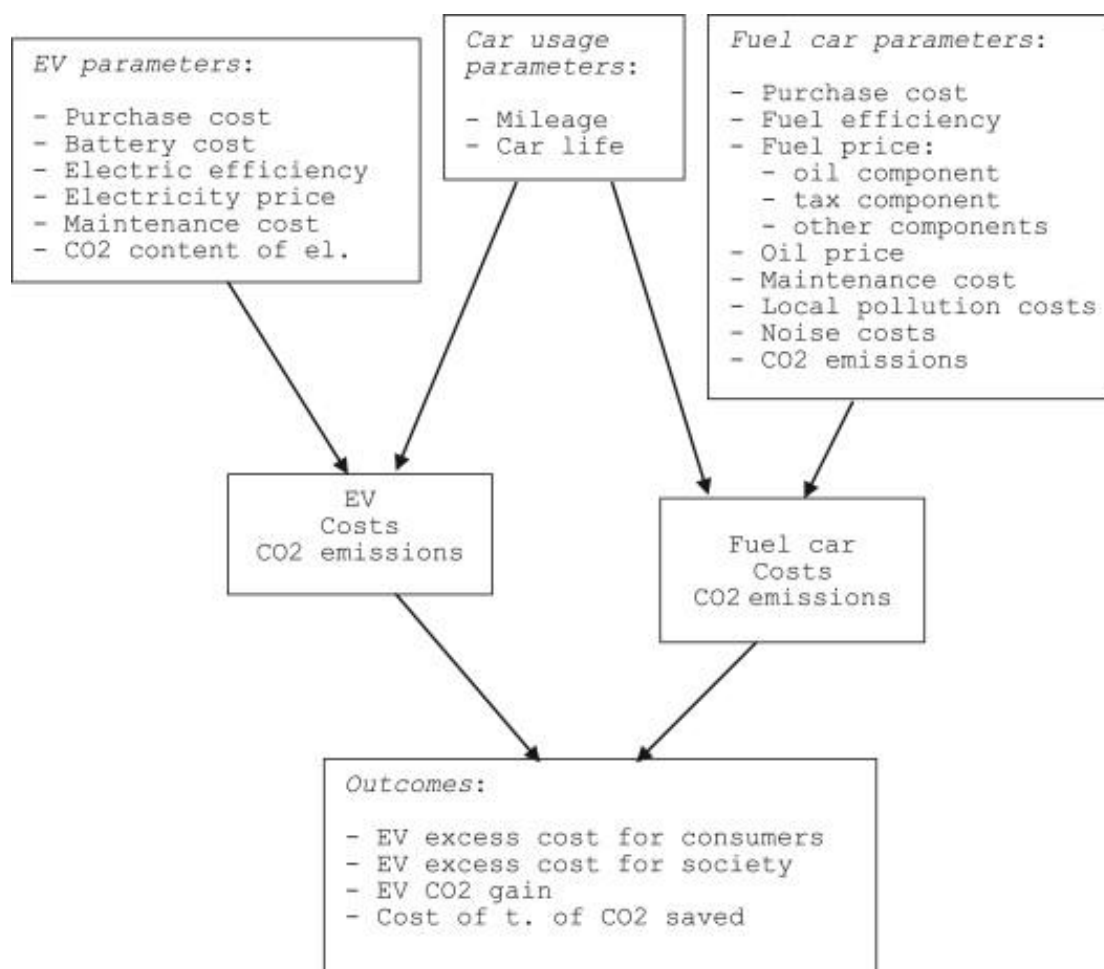 EV parameters:
- Purchase cost
- Battery cost
- Electric efficiency
- Electricity price
- Maintenance cost
- CO2 content of el.
Car usage
parameters:
- Mileage
- Car life
Fuel car parameters:
- Purchase cost
- Fuel efficiency
- Fuel price:
- oil component
- tax component
- other components
- Oil price
- Maintenance cost
- Local pollution costs
- Noise costs
- CO2 emissions
EV
Costs
CO2 emissions
Fuel car
Costs
CO2 emissions
Outcomes:
- EV excess cost for consumers
- EV excess cost for society
- EV CO2 gain
- Cost of t. of CO2 saved